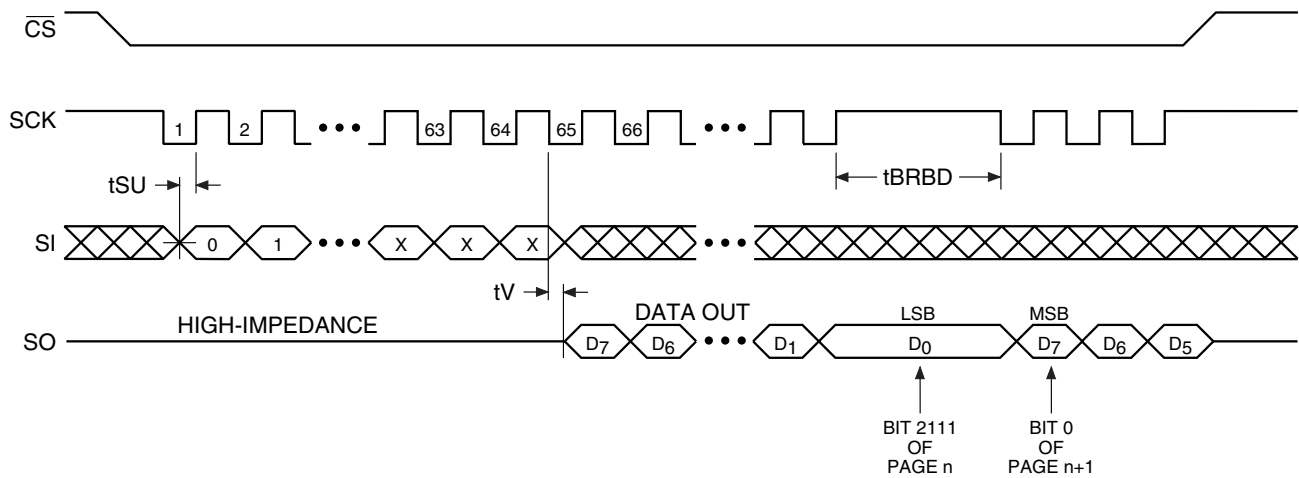 CS
SCK
1 2 ••• 63 64 65 66 •••
tSU
tBRBD
SI
0 1 ••• X X X •••
tV
HIGH-IMPEDANCE
DATA OUT
LSB
MSB
SO
D7 D6 ••• D1 D0 D7 D6 D5
BIT 2111
OF
PAGE n
BIT 0
OF
PAGE n+1